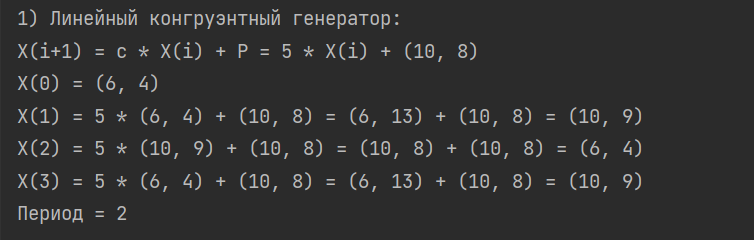 1) Линейный конгруэнтный генератор:
X(i+1) = c * X(i) + P = 5 * X(i) + (10, 8)
X(0) = (6, 4)
X(1) = 5 * (6, 4) + (10, 8) = (6, 13) + (10, 8) = (10, 9)
X(2) = 5 * (10, 9) + (10, 8) = (10, 8) + (10, 8) = (6, 4)
X(3) = 5 * (6, 4) + (10, 8) = (6, 13) + (10, 8) = (10, 9)
Период = 2